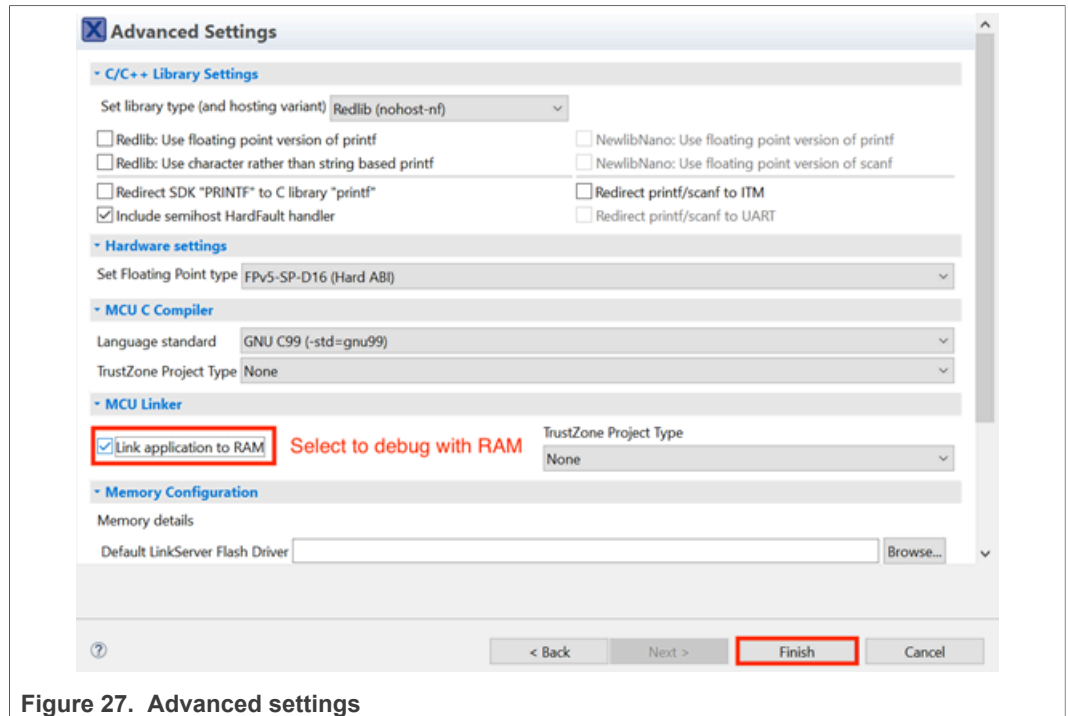 Advanced Settings
C/C++ Library Settings
Set library type (and hosting variant) Redlib (nohost-nf)
Redlib: Use floating point version of printf NewlibNano: Use floating point version of printf
Redlib: Use character rather than string based printf NewlibNano: Use floating point version of scanf
Redirect SDK "PRINTF" to C library "printf" Redirect printf/scanf to ITM
Include semihost HardFault handler Redirect printf/scanf to UART
Hardware settings
Set Floating Point type FPv5-SP-D16 (Hard ABI)
MCU C Compiler
Language standard GNU C99 (-std=gnu99)
TrustZone Project Type None
MCU Linker
Link application to RAM Select to debug with RAM TrustZone Project Type
None
Memory Configuration
Memory details
Default LinkServer Flash Driver Browse...
? < Back Next > Finish Cancel
Figure 27. Advanced settings